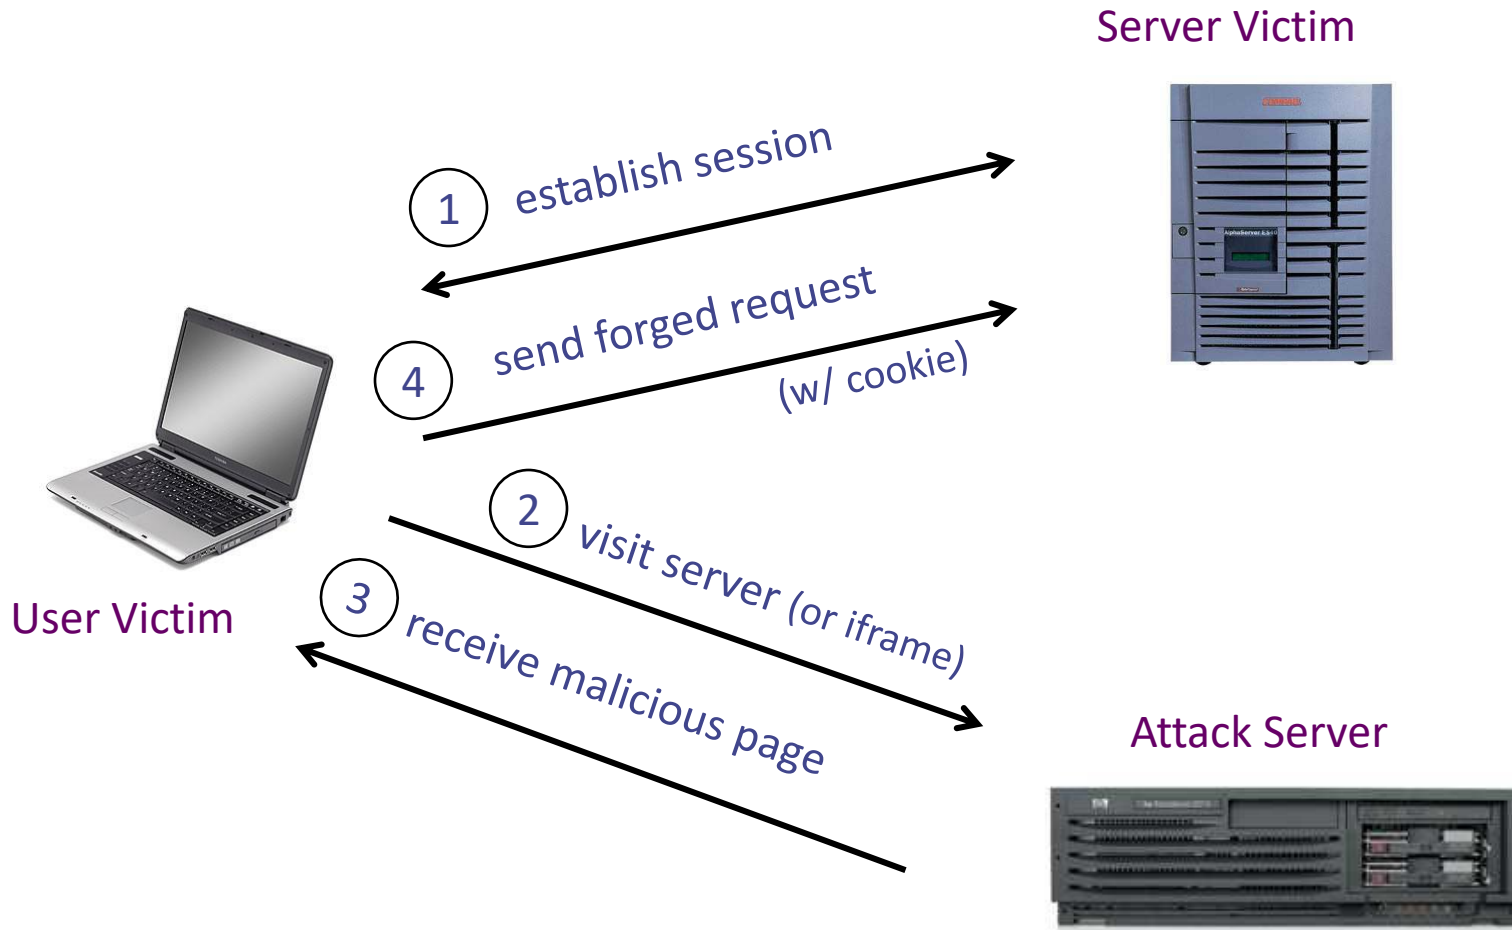 Server Victim
1 establish session
4 send forged request
(w/ cookie)
2 visit server (or iframe)
3 receive malicious page
User Victim
Attack Server